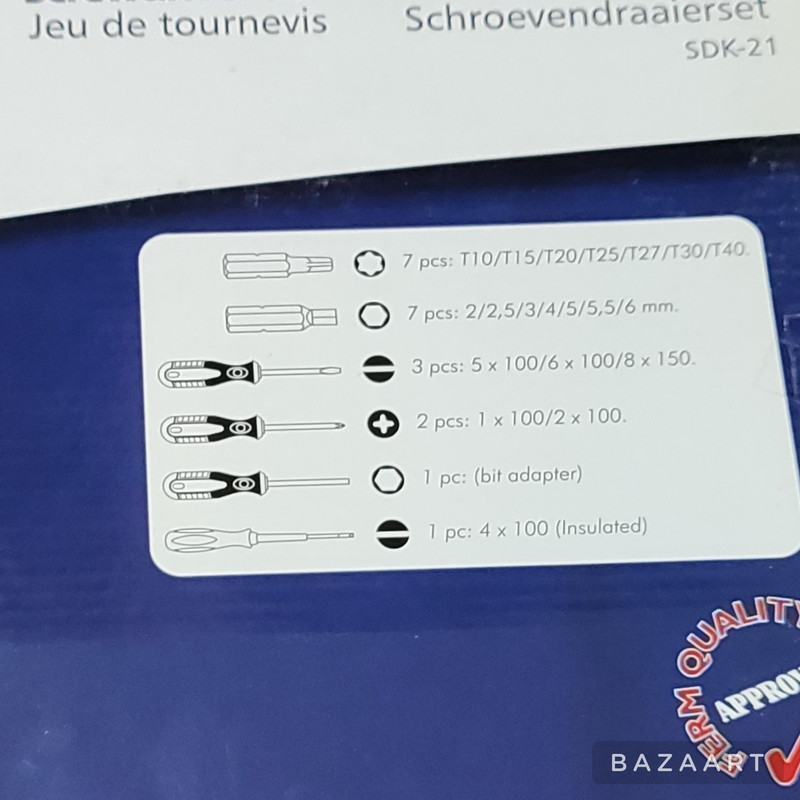 Jeu de tournevis
Schroevendraaierset
SDK-21
7 pcs: T10/T15/T20/T25/T27/T30/T40.
7 pcs: 2/2,5/3/4/5/5,5/6 mm.
3 pcs: 5 x 100/6 x 100/8 x 150.
2 pcs: 1 x 100/2 x 100.
1 pc: (bit adapter)
1 pc: 4 x 100 (Insulated)
FERM QUALITY
BAZAART